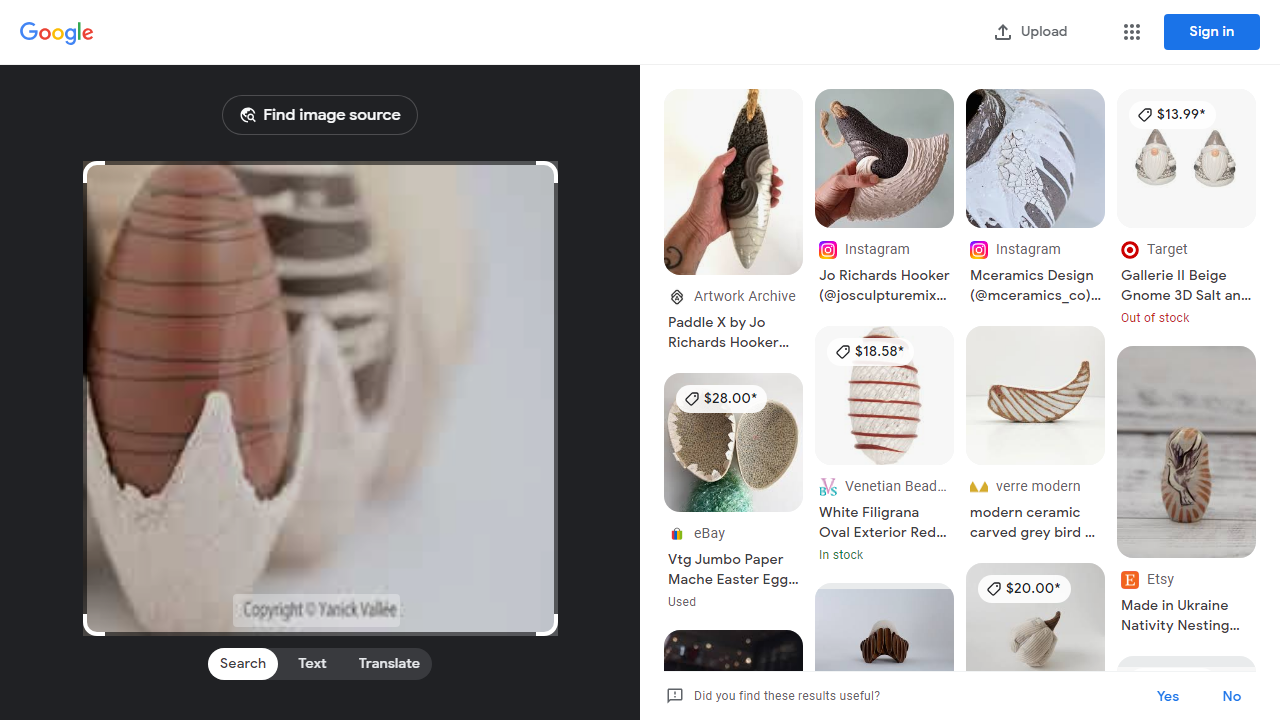 Google
Upload
Sign in
Find image source
Copyright © Yanick Vallée
Search
Text
Translate
Artwork Archive
Paddle X by Jo
Richards Hooker...
$28.00*
eBay
Vtg Jumbo Paper
Mache Easter Egg...
Used
Instagram
Jo Richards Hooker
(@josculpturemix...
$18.58*
Venetian Bead...
White Filigrana
Oval Exterior Red...
In stock
Instagram
Mceramics Design
(@mceramics_co)...
verre modern
modern ceramic
carved grey bird ...
$20.00*
$13.99*
Target
Gallerie II Beige
Gnome 3D Salt an...
Out of stock
Etsy
Made in Ukraine
Nativity Nesting...
Did you find these results useful?
Yes
No